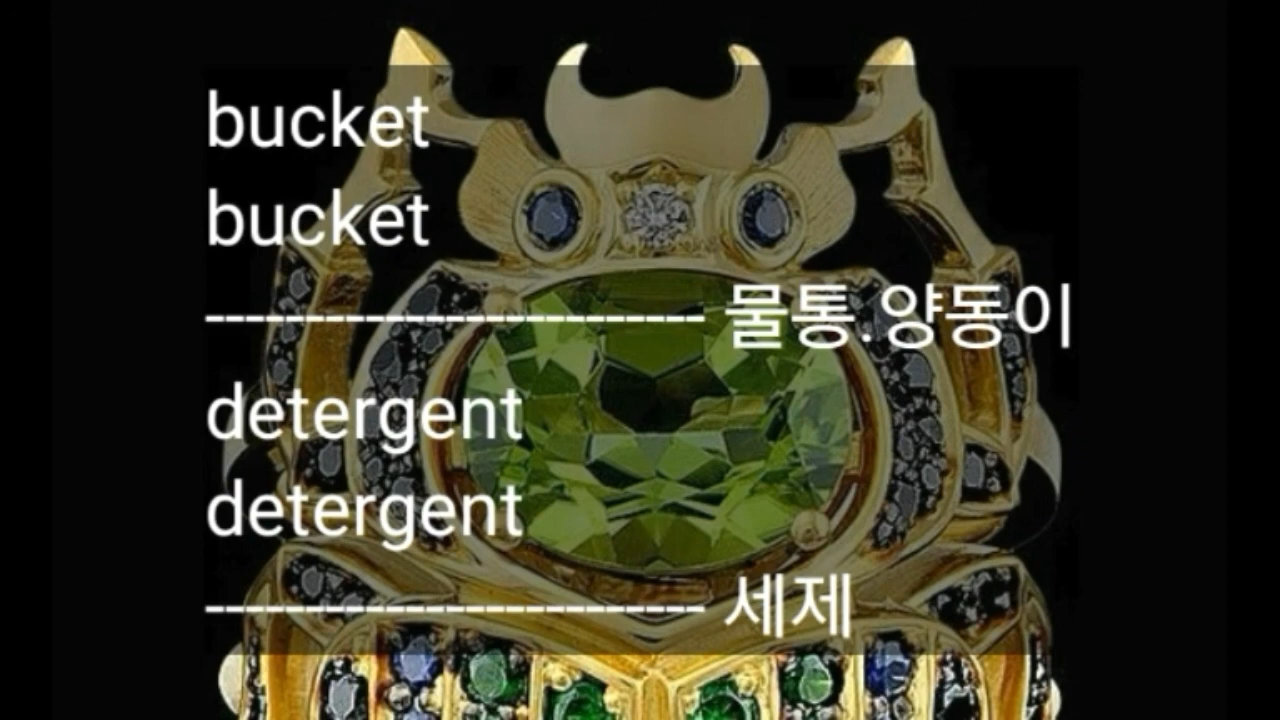 bucket
bucket
------------------------- 물통.양동이
detergent
detergent
------------------------- 세제